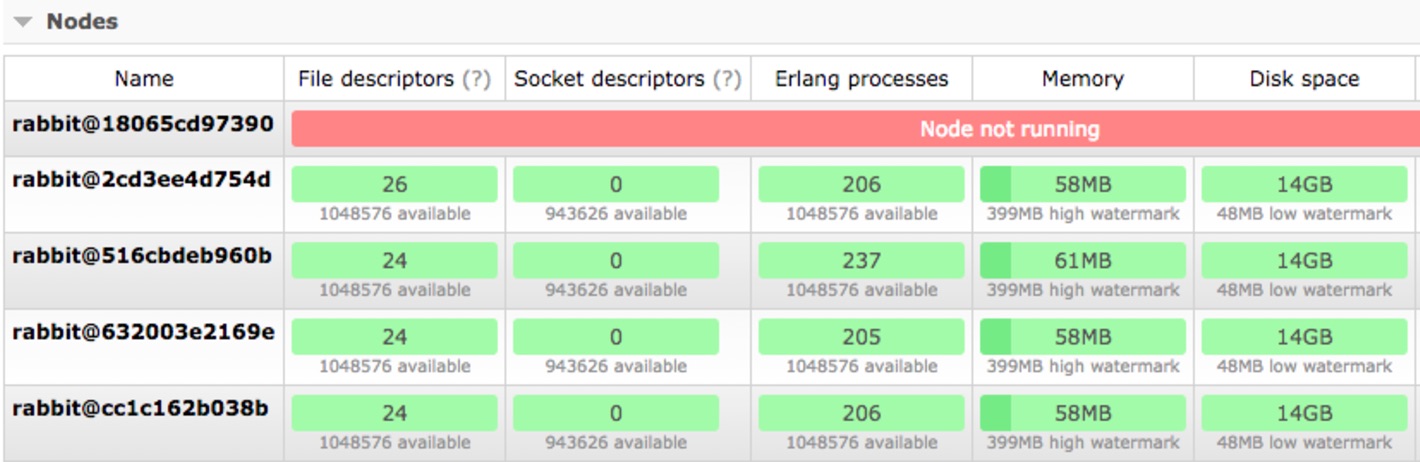 Nodes
Name File descriptors (?) Socket descriptors (?) Erlang processes Memory Disk space
rabbit@18065cd97390 Node not running
rabbit@2cd3ee4d754d 26 0 206 58MB 14GB
1048576 available 943626 available 1048576 available 399MB high watermark 48MB low watermark
rabbit@516cbdeb960b 24 0 237 61MB 14GB
1048576 available 943626 available 1048576 available 399MB high watermark 48MB low watermark
rabbit@632003e2169e 24 0 205 58MB 14GB
1048576 available 943626 available 1048576 available 399MB high watermark 48MB low watermark
rabbit@cc1c162b038b 24 0 206 58MB 14GB
1048576 available 943626 available 1048576 available 399MB high watermark 48MB low watermark